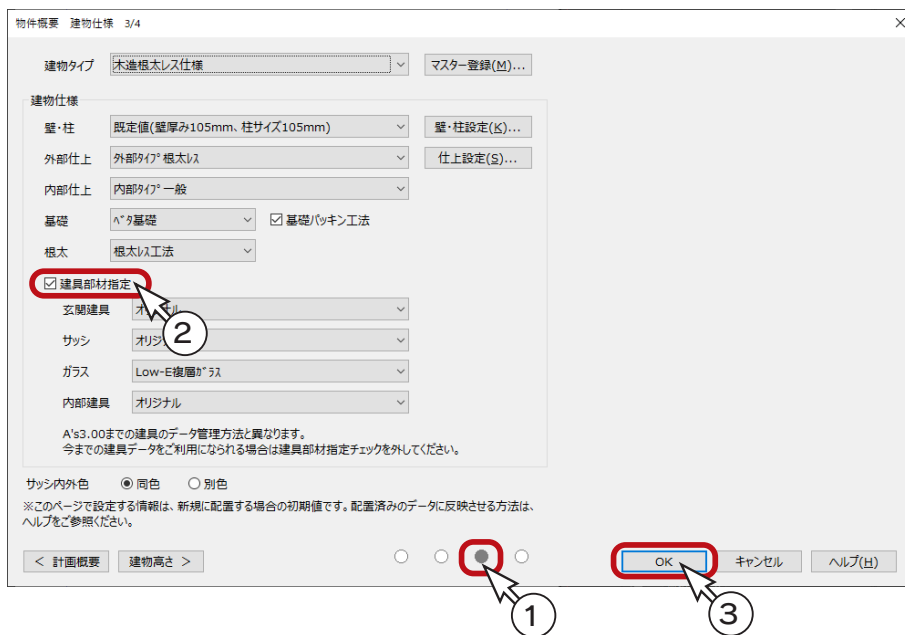 物件概要 建物仕様 3/4
建物タイプ 木造根太レス仕様 マスター登録(M)...
建物仕様
壁・柱 既定値(壁厚み105mm、柱サイズ105mm) 壁・柱設定(K)...
外部仕上 外部ﾀｲﾌﾟ根太ﾚｽ 仕上設定(S)...
内部仕上 内部ﾀｲﾌﾟ一般
基礎 ﾍﾞﾀ基礎 基礎パッキン工法
根太 根太ﾚｽ工法
建具部材指定
2
玄関建具
サッシ
ガラス Low-E複層ｶﾞﾗｽ
内部建具 オリジナル
A's3.00までの建具のデータ管理方法と異なります。
今までの建具データをご利用になられる場合は建具部材指定チェックを外してください。
サッシ内外色 同色 別色
※このページで設定する情報は、新規に配置する場合の初期値です。配置済みのデータに反映させる方法は、
ヘルプをご参照ください。
< 計画概要 建物高さ > OK キャンセル ヘルプ(H)
1 3